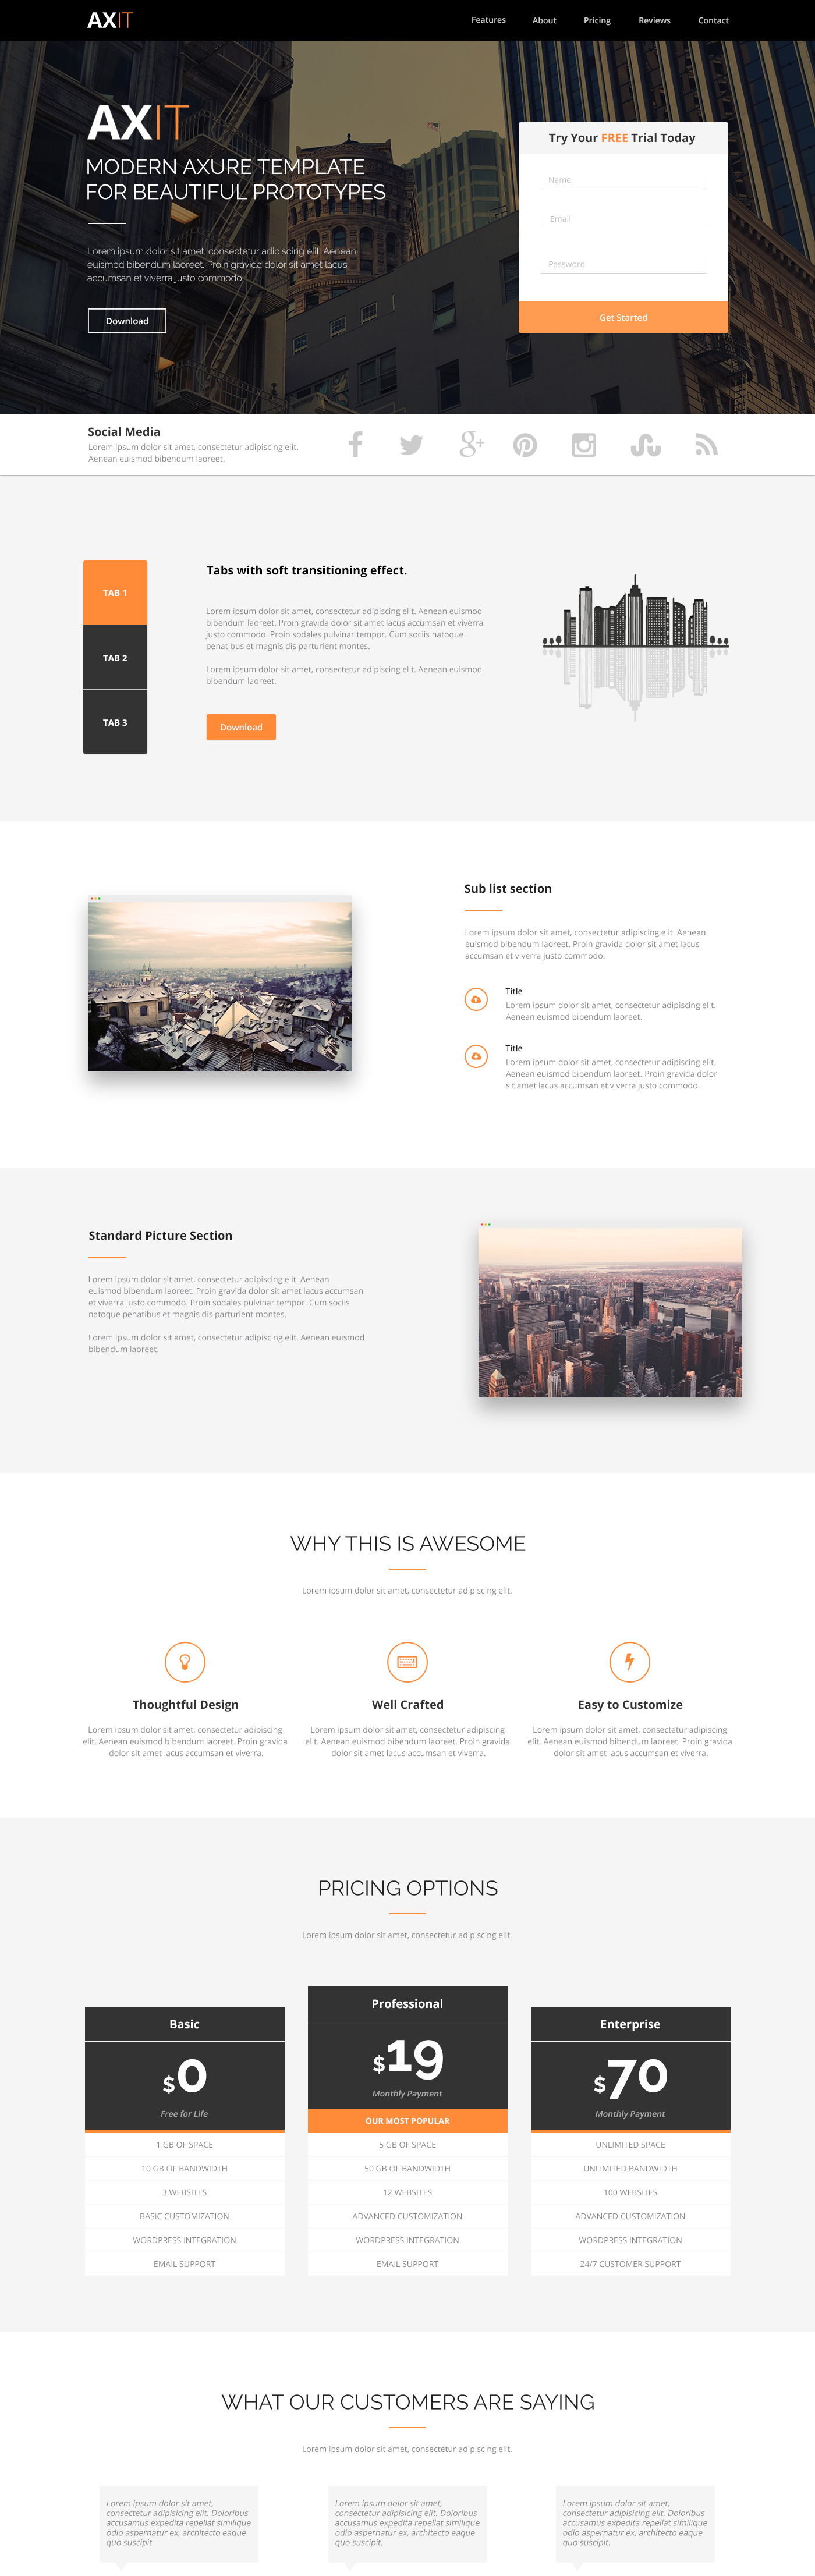 AXIT
Features About Pricing Reviews Contact
AXIT
MODERN AXURE TEMPLATE
FOR BEAUTIFUL PROTOTYPES
Lorem ipsum dolor sit amet, consectetur adipiscing elit. Aenean
euismod bibendum laoreet. Proin gravida dolor sit amet lacus
accumsan et viverra justo commodo.
Download
Try Your FREE Trial Today
Name
Email
Password
Get Started
Social Media
Lorem ipsum dolor sit amet, consectetur adipiscing elit.
Aenean euismod bibendum laoreet.
TAB 1
TAB 2
TAB 3
Tabs with soft transitioning effect.
Lorem ipsum dolor sit amet, consectetur adipiscing elit. Aenean euismod
bibendum laoreet. Proin gravida dolor sit amet lacus accumsan et viverra
justo commodo. Proin sodales pulvinar tempor. Cum sociis natoque
penatibus et magnis dis parturient montes.
Lorem ipsum dolor sit amet, consectetur adipiscing elit. Aenean euismod
bibendum laoreet.
Download
Sub list section
Lorem ipsum dolor sit amet, consectetur adipiscing elit. Aenean
euismod bibendum laoreet. Proin gravida dolor sit amet lacus
accumsan et viverra justo commodo.
Title
Lorem ipsum dolor sit amet, consectetur adipiscing elit.
Aenean euismod bibendum laoreet.
Title
Lorem ipsum dolor sit amet, consectetur adipiscing elit.
Aenean euismod bibendum laoreet. Proin gravida dolor
sit amet lacus accumsan et viverra justo commodo.
Standard Picture Section
Lorem ipsum dolor sit amet, consectetur adipiscing elit. Aenean
euismod bibendum laoreet. Proin gravida dolor sit amet lacus accumsan
et viverra justo commodo. Proin sodales pulvinar tempor. Cum sociis
natoque penatibus et magnis dis parturient montes.
Lorem ipsum dolor sit amet, consectetur adipiscing elit. Aenean euismod
bibendum laoreet.
WHY THIS IS AWESOME
Lorem ipsum dolor sit amet, consectetur adipiscing elit.
Thoughtful Design
Lorem ipsum dolor sit amet, consectetur adipiscing
elit. Aenean euismod bibendum laoreet. Proin gravida
dolor sit amet lacus accumsan et viverra.
Well Crafted
Lorem ipsum dolor sit amet, consectetur adipiscing
elit. Aenean euismod bibendum laoreet. Proin gravida
dolor sit amet lacus accumsan et viverra.
Easy to Customize
Lorem ipsum dolor sit amet, consectetur adipiscing
elit. Aenean euismod bibendum laoreet. Proin gravida
dolor sit amet lacus accumsan et viverra.
PRICING OPTIONS
Lorem ipsum dolor sit amet, consectetur adipiscing elit.
Basic
$0
Free for Life
1 GB OF SPACE
10 GB OF BANDWIDTH
3 WEBSITES
BASIC CUSTOMIZATION
WORDPRESS INTEGRATION
EMAIL SUPPORT
Professional
$19
Monthly Payment
OUR MOST POPULAR
5 GB OF SPACE
50 GB OF BANDWIDTH
12 WEBSITES
ADVANCED CUSTOMIZATION
WORDPRESS INTEGRATION
EMAIL SUPPORT
Enterprise
$70
Monthly Payment
UNLIMITED SPACE
UNLIMITED BANDWIDTH
100 WEBSITES
ADVANCED CUSTOMIZATION
WORDPRESS INTEGRATION
24/7 CUSTOMER SUPPORT
WHAT OUR CUSTOMERS ARE SAYING
Lorem ipsum dolor sit amet, consectetur adipiscing elit.
Lorem ipsum dolor sit amet,
consectetur adipisicing elit. Doloribus
accusamus expedita repellat similique
odio aspernatur ex, architecto eaque
quo suscipit.
Lorem ipsum dolor sit amet,
consectetur adipisicing elit. Doloribus
accusamus expedita repellat similique
odio aspernatur ex, architecto eaque
quo suscipit.
Lorem ipsum dolor sit amet,
consectetur adipisicing elit. Doloribus
accusamus expedita repellat similique
odio aspernatur ex, architecto eaque
quo suscipit.